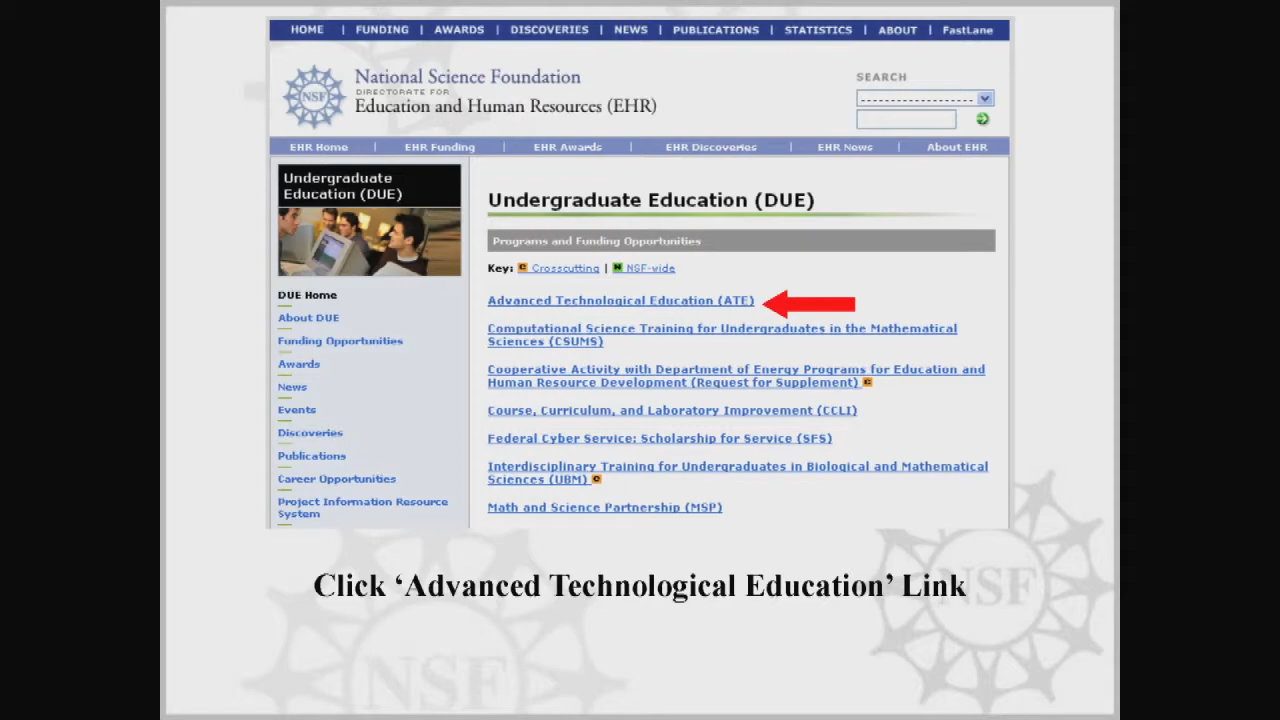 HOME | FUNDING | AWARDS | DISCOVERIES | NEWS | PUBLICATIONS | STATISTICS | ABOUT | FastLane
NSF
National Science Foundation
DIRECTORATE FOR
Education and Human Resources (EHR)
SEARCH
--------------------
EHR Home | EHR Funding | EHR Awards | EHR Discoveries | EHR News | About EHR
Undergraduate
Education (DUE)
DUE Home
About DUE
Funding Opportunities
Awards
News
Events
Discoveries
Publications
Career Opportunities
Project Information Resource
System
Undergraduate Education (DUE)
Programs and Funding Opportunities
Key: C Crosscutting | N NSF-wide
Advanced Technological Education (ATE)
Computational Science Training for Undergraduates in the Mathematical
Sciences (CSUMS)
Cooperative Activity with Department of Energy Programs for Education and
Human Resource Development (Request for Supplement) C
Course, Curriculum, and Laboratory Improvement (CCLI)
Federal Cyber Service: Scholarship for Service (SFS)
Interdisciplinary Training for Undergraduates in Biological and Mathematical
Sciences (UBM) C
Math and Science Partnership (MSP)
Click ‘Advanced Technological Education’ Link
NSF
NSF